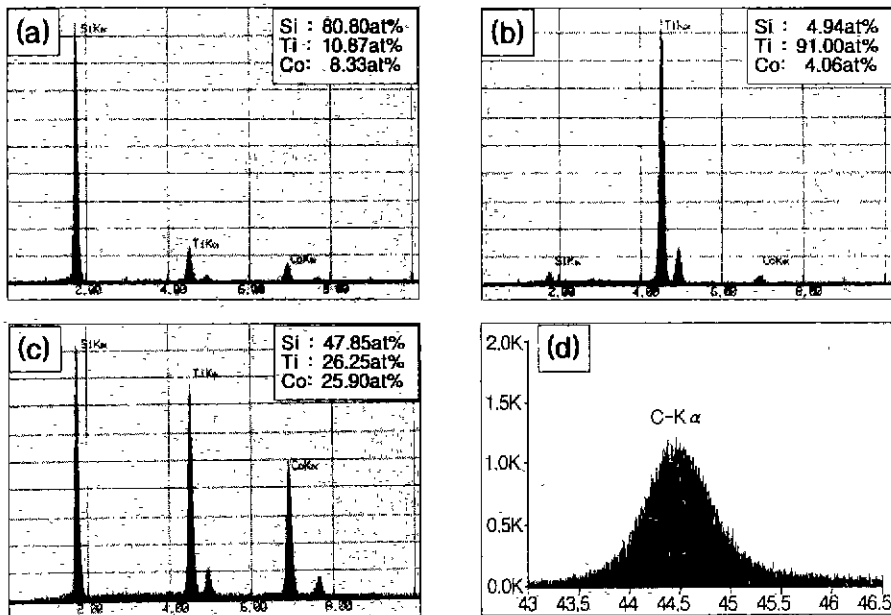 (a)
SiKα
Si : 80.80at%
Ti : 10.87at%
Co: 8.33at%
TiKα
CoKα
2.00 4.00 6.00 8.00
(b)
TiKα
Si : 4.94at%
Ti : 91.00at%
Co: 4.06at%
SiKα
CoKα
2.00 4.00 6.00 8.00
(c)
SiKα
Si : 47.85at%
Ti : 26.25at%
Co: 25.90at%
TiKα
CoKα
2.00 4.00 6.00 8.00
(d)
2.0K
1.5K
C-K α
1.0K
0.5K
0.0K
43 43.5 44 44.5 45 45.5 46 46.5